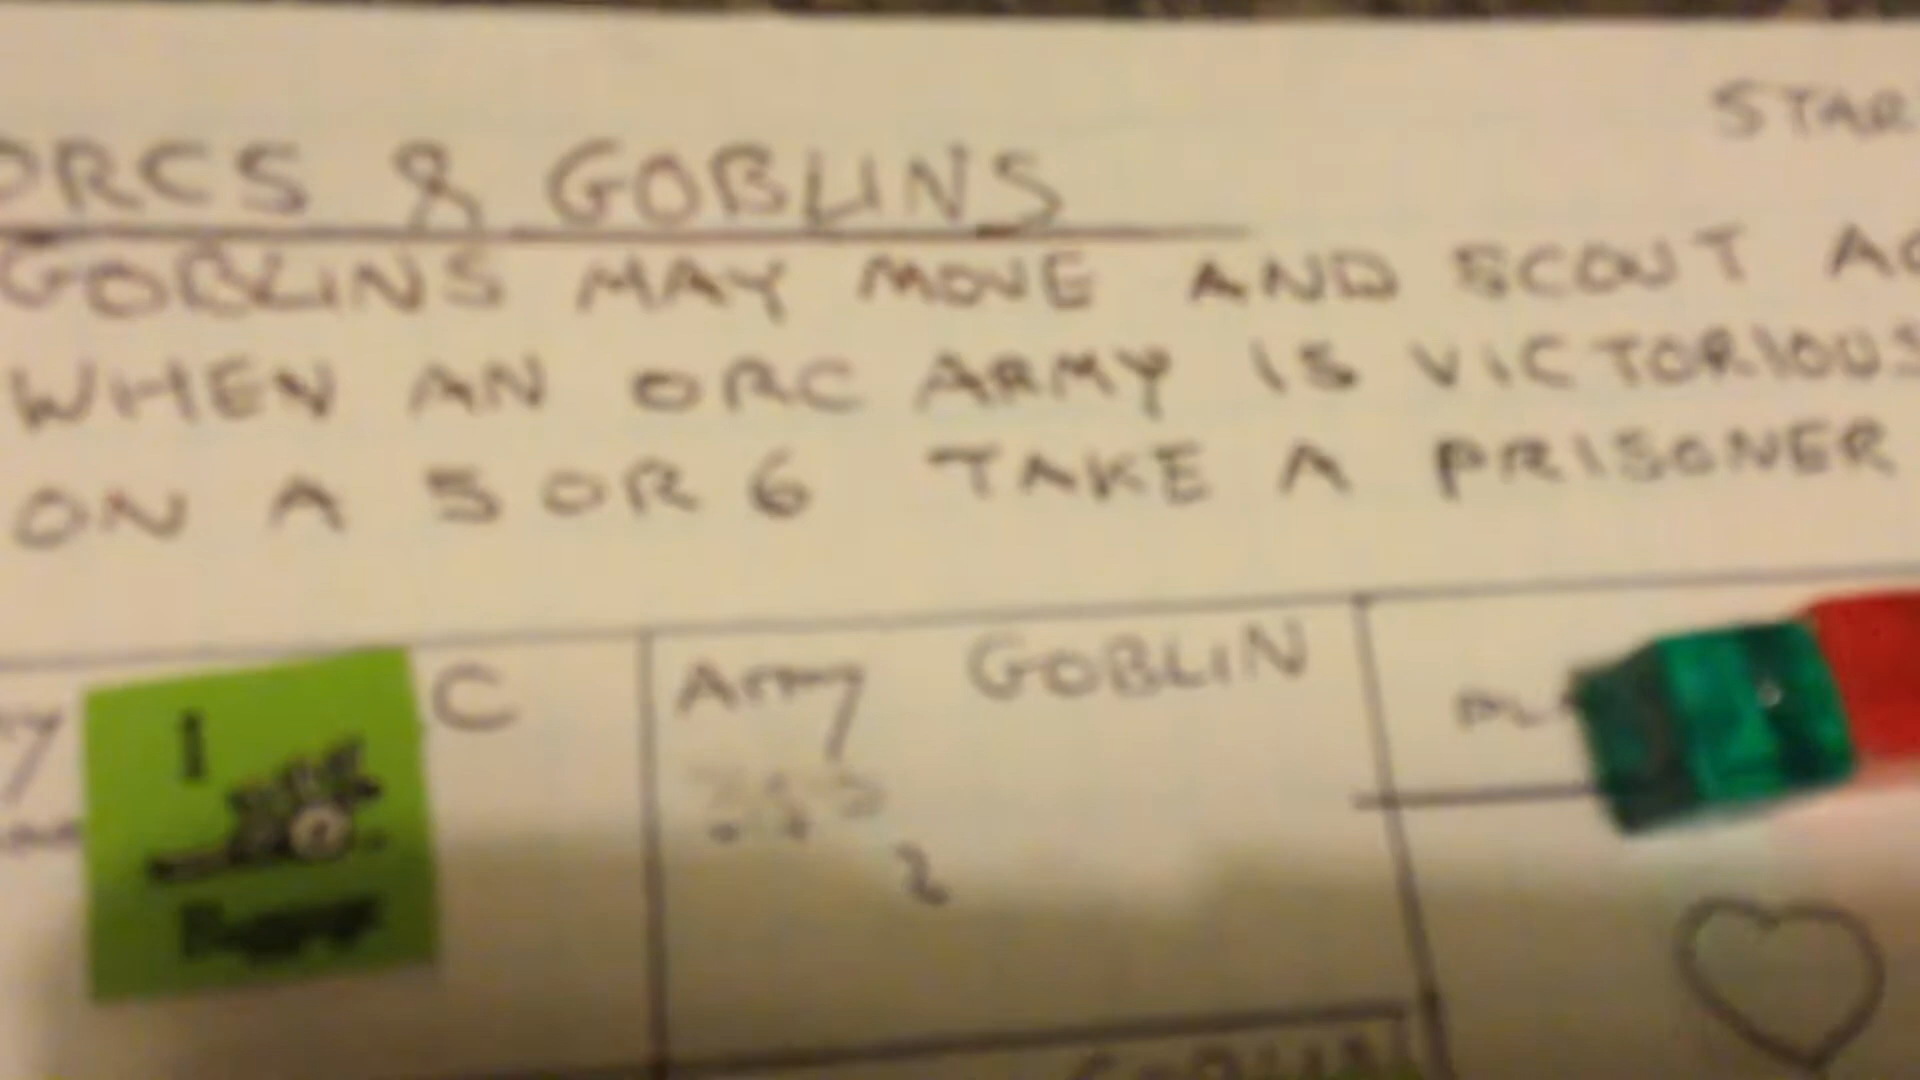 STAR
ORCS & GOBLINS
GOBLINS MAY MOVE AND SCOUT AG
WHEN AN ORC ARMY IS VICTORIOUS
ON A 5 OR 6 TAKE A PRISONER
1
C
Army GOBLIN
2